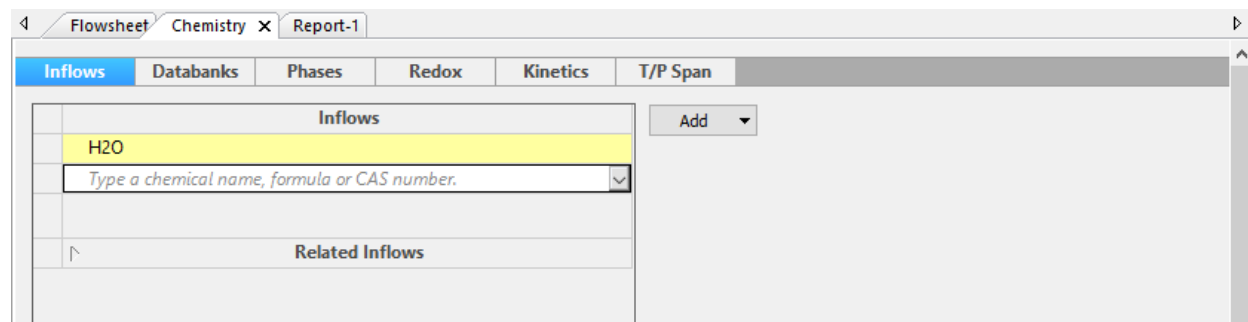 Flowsheet Chemistry Report-1
Inflows Databanks Phases Redox Kinetics T/P Span
Inflows
Add
H2O
Type a chemical name, formula or CAS number.
Related Inflows